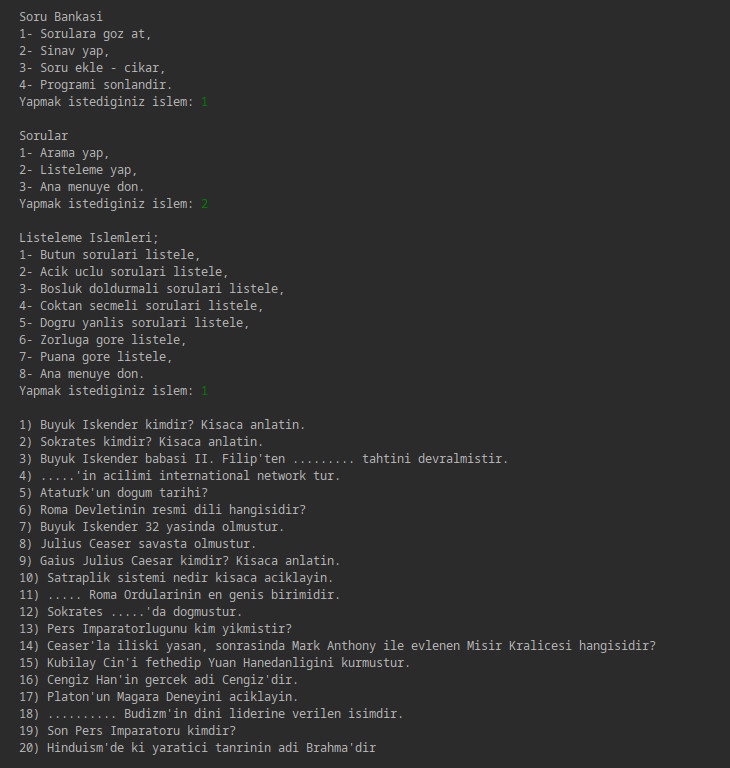 Soru Bankasi
1- Sorulara goz at,
2- Sinav yap,
3- Soru ekle - cikar,
4- Programi sonlandir.
Yapmak istediginiz islem: 1
Sorular
1- Arama yap,
2- Listeleme yap,
3- Ana menuye don.
Yapmak istediginiz islem: 2
Listeleme Islemleri;
1- Butun sorulari listele,
2- Acik uclu sorulari listele,
3- Bosluk doldurmali sorulari listele,
4- Coktan secmeli sorulari listele,
5- Dogru yanlis sorulari listele,
6- Zorluga gore listele,
7- Puana gore listele,
8- Ana menuye don.
Yapmak istediginiz islem: 1
1) Buyuk Iskender kimdir? Kisaca anlatin.
2) Sokrates kimdir? Kisaca anlatin.
3) Buyuk Iskender babasi II. Filip'ten ......... tahtini devralmistir.
4) .....'in acilimi international network tur.
5) Ataturk'un dogum tarihi?
6) Roma Devletinin resmi dili hangisidir?
7) Buyuk Iskender 32 yasinda olmustur.
8) Julius Ceaser savasta olmustur.
9) Gaius Julius Caesar kimdir? Kisaca anlatin.
10) Satraplik sistemi nedir kisaca aciklayin.
11) ..... Roma Ordularinin en genis birimidir.
12) Sokrates .....'da dogmustur.
13) Pers Imparatorlugunu kim yikmistir?
14) Ceaser'la iliski yasan, sonrasinda Mark Anthony ile evlenen Misir Kralicesi hangisidir?
15) Kubilay Cin'i fethedip Yuan Hanedanligini kurmustur.
16) Cengiz Han'in gercek adi Cengiz'dir.
17) Platon'un Magara Deneyini aciklayin.
18) .......... Budizm'in dini liderine verilen isimdir.
19) Son Pers Imparatoru kimdir?
20) Hinduism'de ki yaratici tanrinin adi Brahma'dir